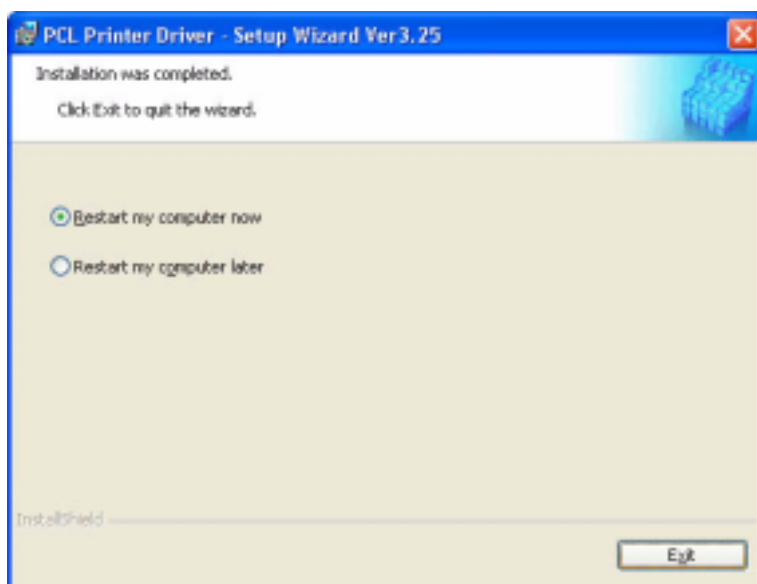 PCL Printer Driver - Setup Wizard Ver3.25
Installation was completed.
Click Exit to quit the wizard.
Restart my computer now
Restart my computer later
InstallShield
Exit